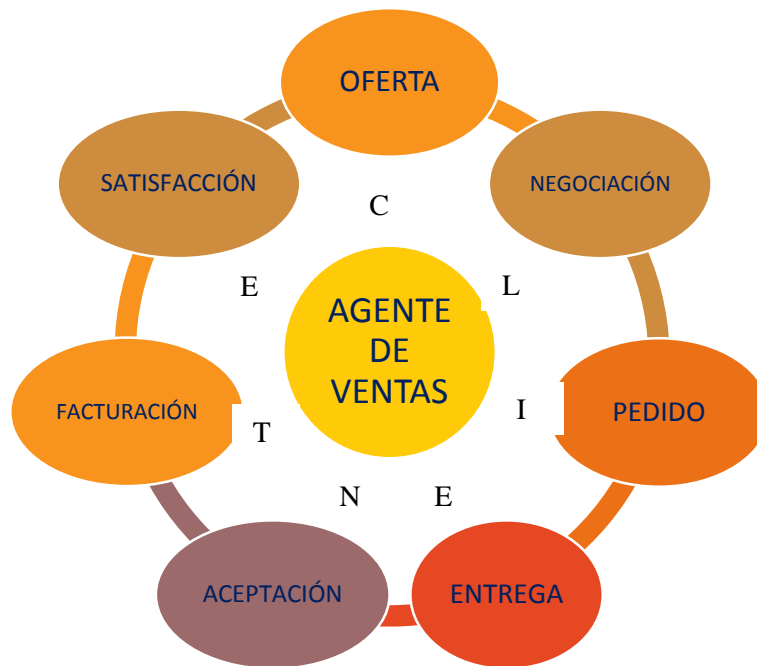 OFERTA
SATISFACCIÓN
NEGOCIACIÓN
C
E
L
AGENTE
DE
VENTAS
FACTURACIÓN
T
I
PEDIDO
N
E
ACEPTACIÓN
ENTREGA